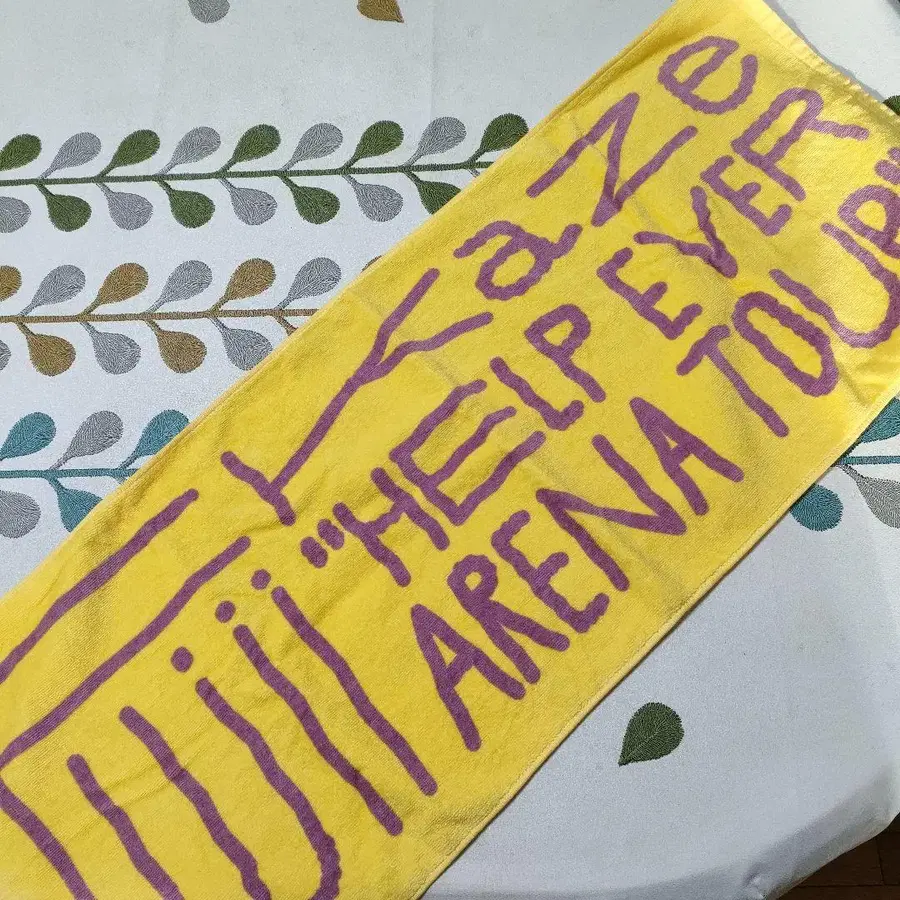 Fujii
Kaze
"HELP EVER
ARENA TOUR"